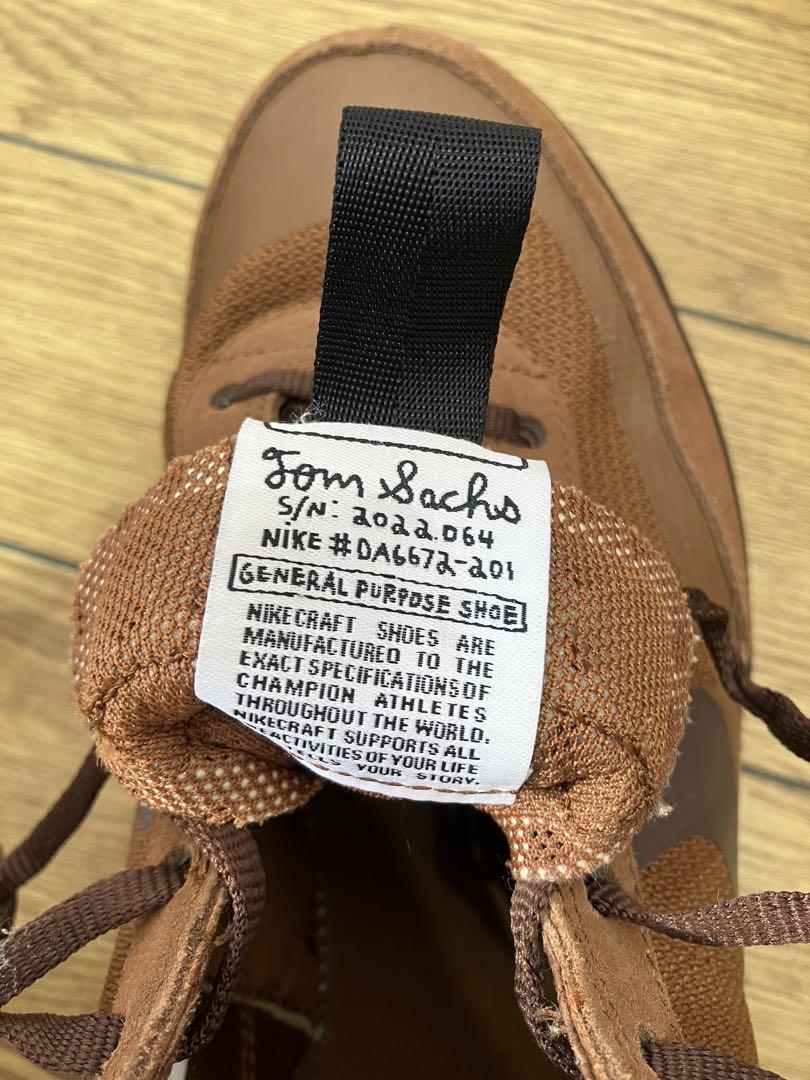 Tom Sachs
S/N: 2022.064
NIKE # DA6672-201
GENERAL PURPOSE SHOE
NIKECRAFT SHOES ARE
MANUFACTURED TO THE
EXACT SPECIFICATIONS OF
CHAMPION ATHLETES
THROUGHOUT THE WORLD.
NIKECRAFT SUPPORTS ALL
ACTIVITIES OF YOUR LIFE
YOUR STORY.